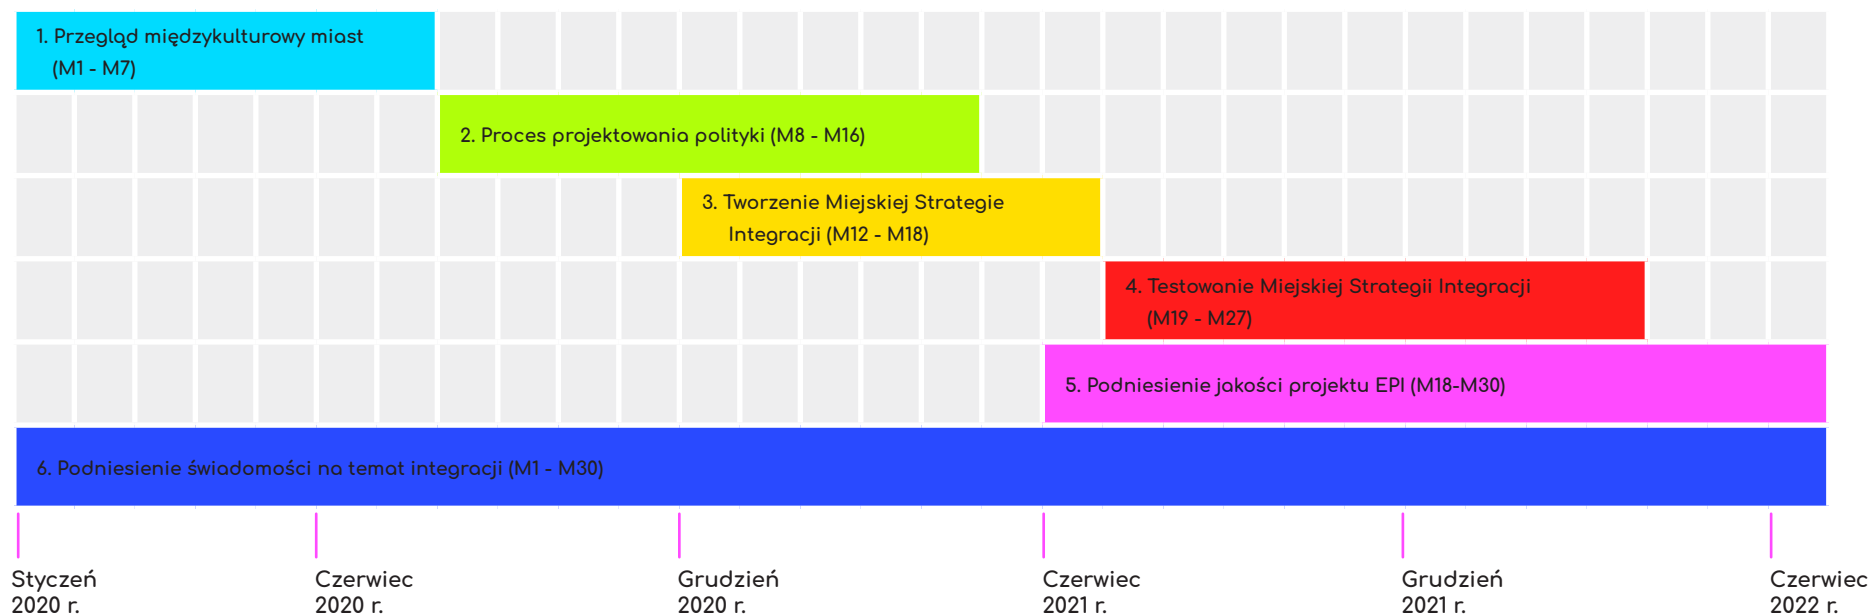 1. Przegląd międzykulturowy miast
(M1 - M7)
2. Proces projektowania polityki (M8 - M16)
3. Tworzenie Miejskiej Strategie
Integracji (M12 - M18)
4. Testowanie Miejskiej Strategii Integracji
(M19 - M27)
5. Podniesienie jakości projektu EPI (M18-M30)
6. Podniesienie świadomości na temat integracji (M1 - M30)
Styczeń
2020 r.
Czerwiec
2020 r.
Grudzień
2020 r.
Czerwiec
2021 r.
Grudzień
2021 r.
Czerwiec
2022 r.